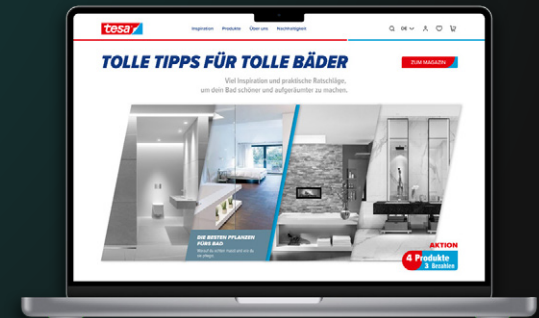 tesa
Inspiration Produkte Über uns Nachhaltigkeit
DE
TOLLE TIPPS FÜR TOLLE BÄDER
ZUM MAGAZIN
Viel Inspiration und praktische Ratschläge,
um dein Bad schöner und aufgeräumter zu machen.
DIE BESTEN PFLANZEN
FÜRS BAD
AKTION
4 Produkte
3 Bezahlen